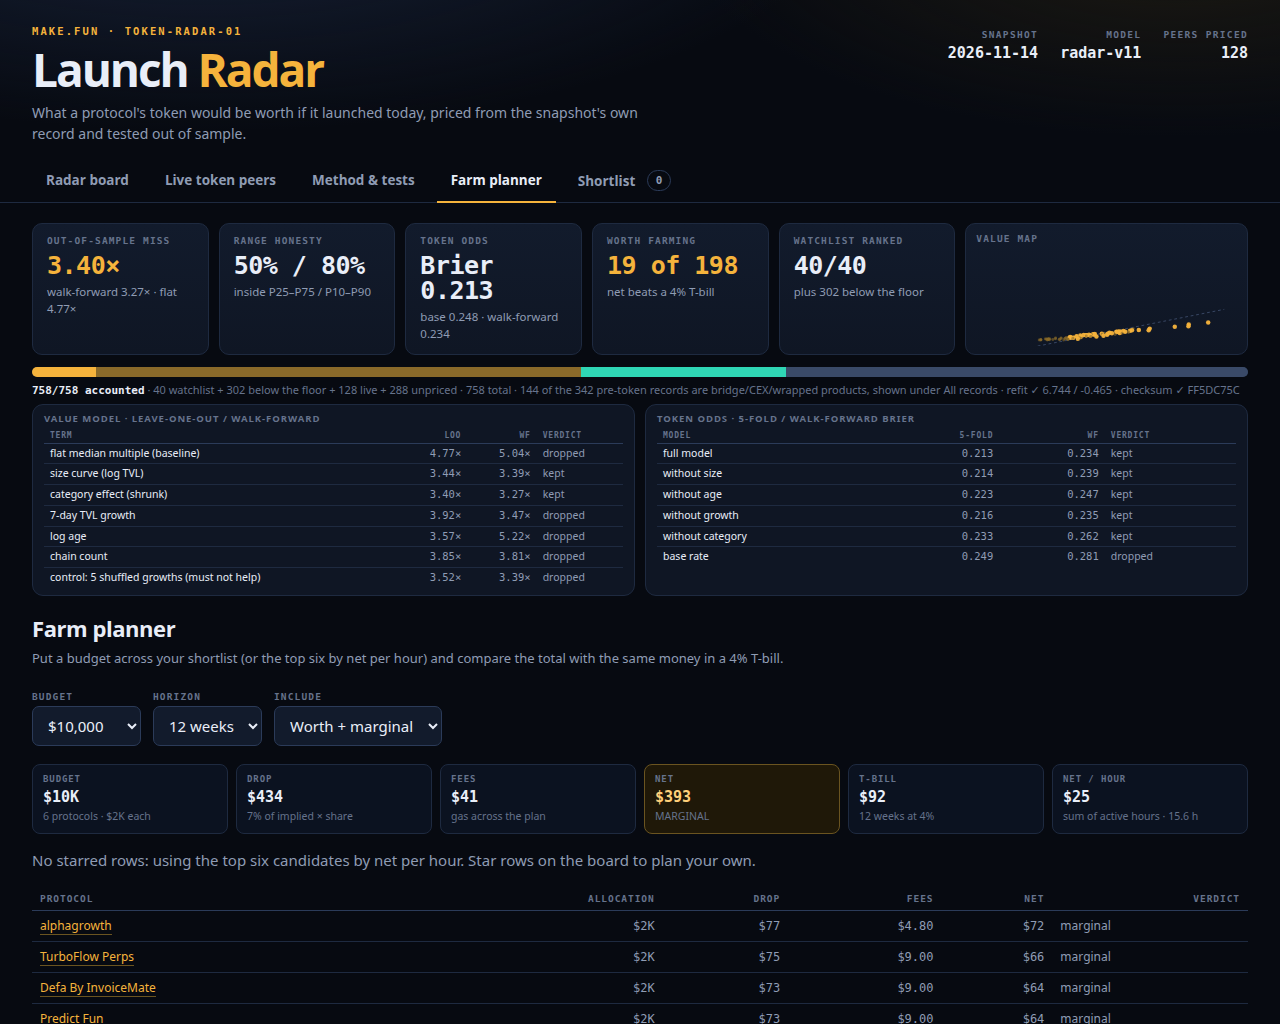 MAKE.FUN · TOKEN-RADAR-01
Launch Radar
What a protocol's token would be worth if it launched today, priced from the snapshot's own
record and tested out of sample.
SNAPSHOT
2026-11-14
MODEL
radar-v11
PEERS PRICED
128
Radar board
Live token peers
Method & tests
Farm planner
Shortlist 0
OUT-OF-SAMPLE MISS
3.40×
walk-forward 3.27× · flat
4.77×
RANGE HONESTY
50% / 80%
inside P25–P75 / P10–P90
TOKEN ODDS
Brier
0.213
base 0.248 · walk-forward
0.234
WORTH FARMING
19 of 198
net beats a 4% T-bill
WATCHLIST RANKED
40/40
plus 302 below the floor
VALUE MAP
758/758 accounted · 40 watchlist + 302 below the floor + 128 live + 288 unpriced = 758 total · 144 of the 342 pre-token records are bridge/CEX/wrapped products, shown under All records · refit ✓ 6.744 / -0.465 · checksum ✓ FF5DC75C
VALUE MODEL · LEAVE-ONE-OUT / WALK-FORWARD
TERM LOO WF VERDICT
flat median multiple (baseline) 4.77× 5.04× dropped
size curve (log TVL) 3.44× 3.39× kept
category effect (shrunk) 3.40× 3.27× kept
7-day TVL growth 3.92× 3.47× dropped
log age 3.57× 5.22× dropped
chain count 3.85× 3.81× dropped
control: 5 shuffled growths (must not help) 3.52× 3.39× dropped
TOKEN ODDS · 5-FOLD / WALK-FORWARD BRIER
MODEL 5-FOLD WF VERDICT
full model 0.213 0.234 kept
without size 0.214 0.239 kept
without age 0.223 0.247 kept
without growth 0.216 0.235 kept
without category 0.233 0.262 kept
base rate 0.249 0.281 dropped
Farm planner
Put a budget across your shortlist (or the top six by net per hour) and compare the total with the same money in a 4% T-bill.
BUDGET
$10,000
HORIZON
12 weeks
INCLUDE
Worth + marginal
BUDGET
$10K
6 protocols · $2K each
DROP
$434
7% of implied × share
FEES
$41
gas across the plan
NET
$393
MARGINAL
T-BILL
$92
12 weeks at 4%
NET / HOUR
$25
sum of active hours · 15.6 h
No starred rows: using the top six candidates by net per hour. Star rows on the board to plan your own.
PROTOCOL ALLOCATION DROP FEES NET VERDICT
alphagrowth $2K $77 $4.80 $72 marginal
TurboFlow Perps $2K $75 $9.00 $66 marginal
Defa By InvoiceMate $2K $73 $9.00 $64 marginal
Predict Fun $2K $73 $9.00 $64 marginal